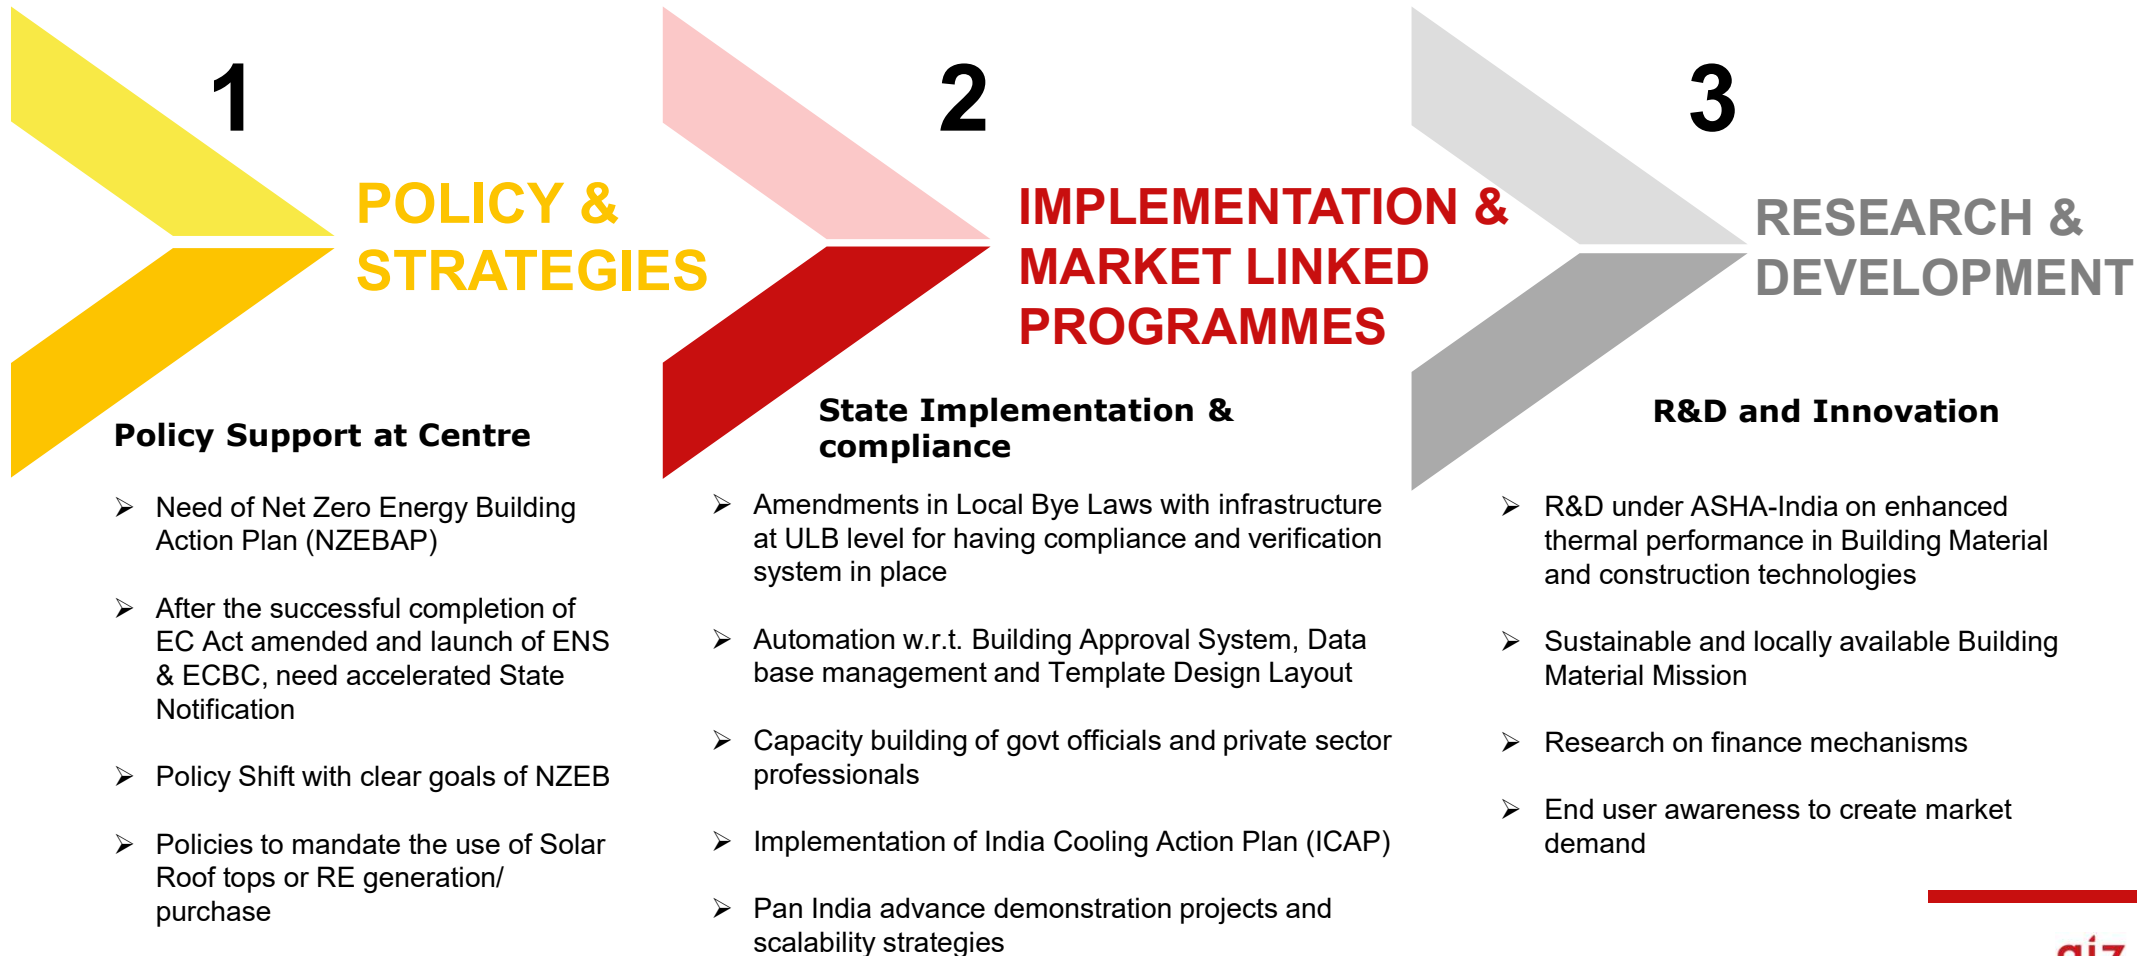 1
POLICY &
STRATEGIES
Policy Support at Centre
➢ Need of Net Zero Energy Building
Action Plan (NZEBAP)
➢ After the successful completion of
EC Act amended and launch of ENS
& ECBC, need accelerated State
Notification
➢ Policy Shift with clear goals of NZEB
➢ Policies to mandate the use of Solar
Roof tops or RE generation/
purchase
2
IMPLEMENTATION &
MARKET LINKED
PROGRAMMES
State Implementation &
compliance
➢ Amendments in Local Bye Laws with infrastructure
at ULB level for having compliance and verification
system in place
➢ Automation w.r.t. Building Approval System, Data
base management and Template Design Layout
➢ Capacity building of govt officials and private sector
professionals
➢ Implementation of India Cooling Action Plan (ICAP)
➢ Pan India advance demonstration projects and
scalability strategies
3
RESEARCH &
DEVELOPMENT
R&D and Innovation
➢ R&D under ASHA-India on enhanced
thermal performance in Building Material
and construction technologies
➢ Sustainable and locally available Building
Material Mission
➢ Research on finance mechanisms
➢ End user awareness to create market
demand
giz